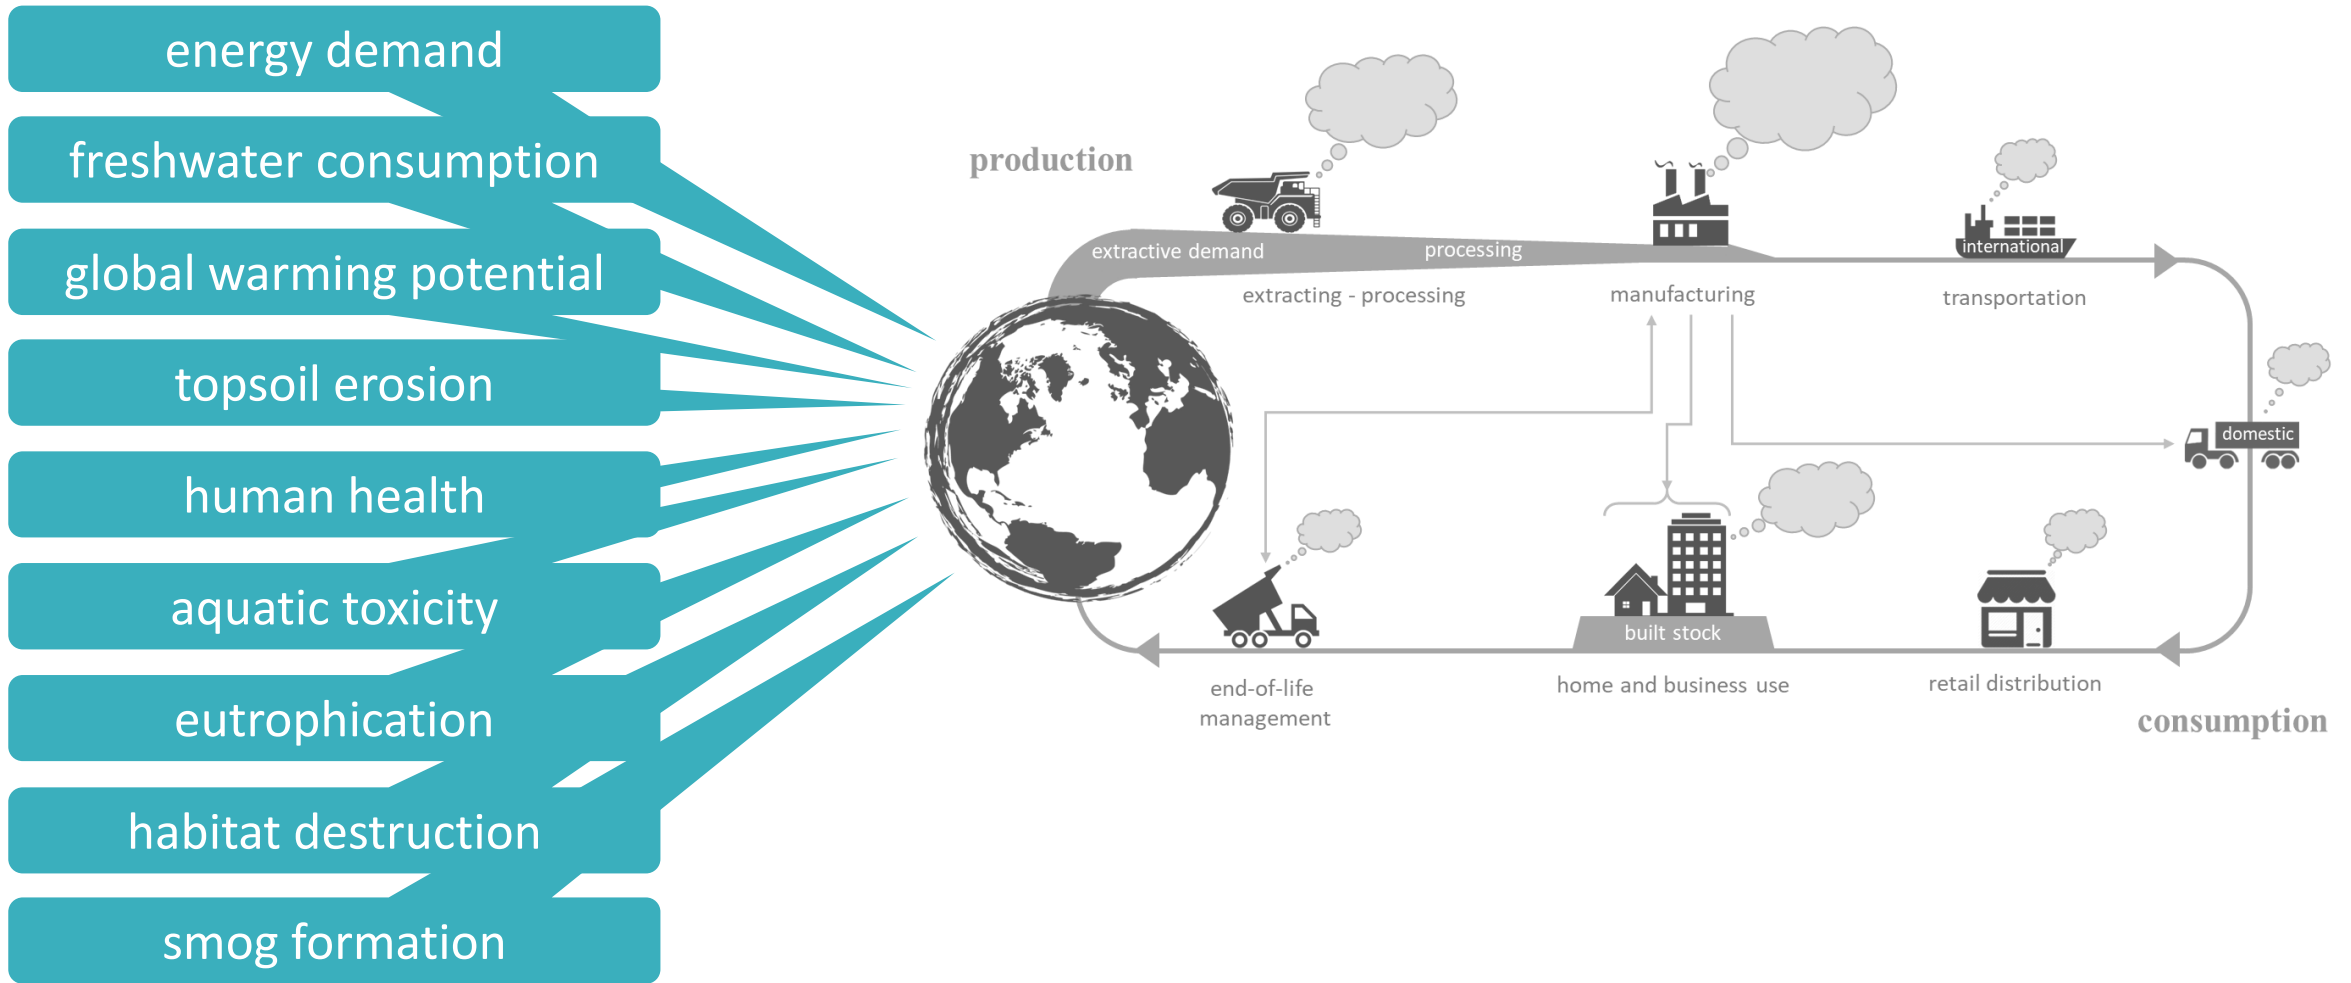 energy demand
freshwater consumption
global warming potential
topsoil erosion
human health
aquatic toxicity
eutrophication
habitat destruction
smog formation
production
extractive demand
processing
international
extracting - processing
manufacturing
transportation
domestic
built stock
end-of-life
management
home and business use
retail distribution
consumption